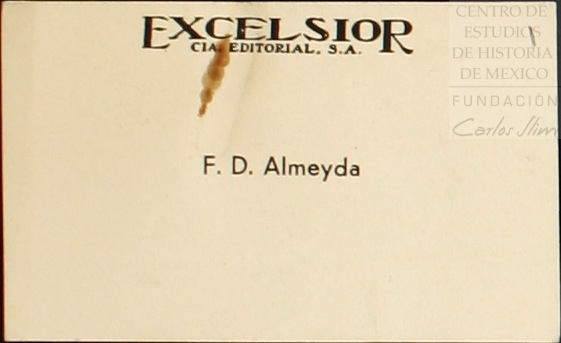 EXCELSIOR
CIA. EDITORIAL, S.A.
F. D. Almeyda
CENTRO DE
ESTUDIOS
DE HISTORIA
DE MEXICO
FUNDACIÓN
Carlos Slim